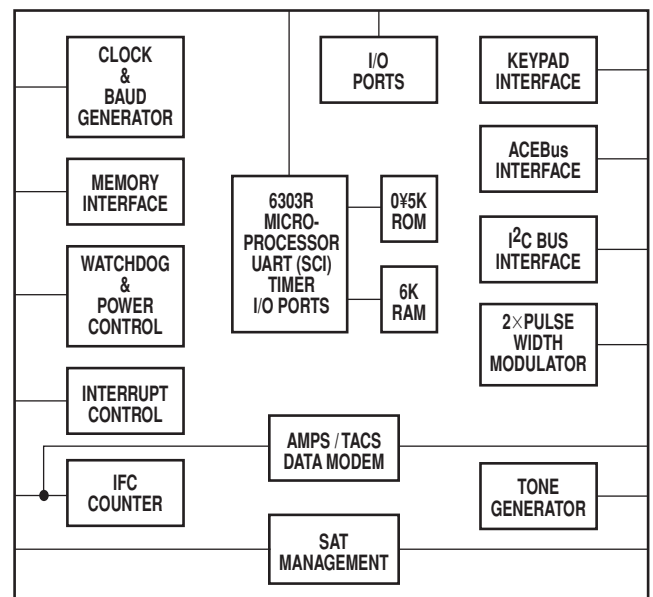 CLOCK
&
BAUD
GENERATOR
I/O
PORTS
KEYPAD
INTERFACE
ACEBus
INTERFACE
MEMORY
INTERFACE
6303R
MICRO-
PROCESSOR
UART (SCI)
TIMER
I/O PORTS
0¥5K
ROM
I²C BUS
INTERFACE
WATCHDOG
&
POWER
CONTROL
6K
RAM
2×PULSE
WIDTH
MODULATOR
INTERRUPT
CONTROL
AMPS / TACS
DATA MODEM
IFC
COUNTER
TONE
GENERATOR
SAT
MANAGEMENT